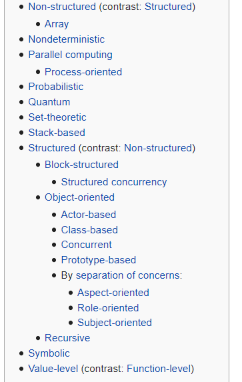 Non-structured (contrast: Structured)
Array
Nondeterministic
Parallel computing
Process-oriented
Probabilistic
Quantum
Set-theoretic
Stack-based
Structured (contrast: Non-structured)
Block-structured
Structured concurrency
Object-oriented
Actor-based
Class-based
Concurrent
Prototype-based
By separation of concerns:
Aspect-oriented
Role-oriented
Subject-oriented
Recursive
Symbolic
Value-level (contrast: Function-level)